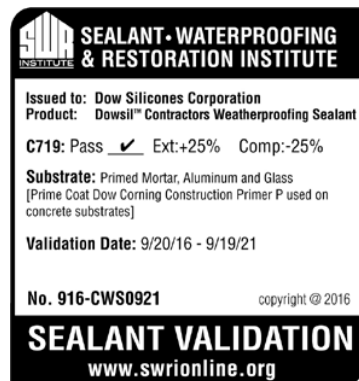 SWR
INSTITUTE
SEALANT • WATERPROOFING
& RESTORATION INSTITUTE
Issued to: Dow Silicones Corporation
Product: Dowsil™ Contractors Weatherproofing Sealant
C719: Pass ✔ Ext:+25% Comp:-25%
Substrate: Primed Mortar, Aluminum and Glass
[Prime Coat Dow Corning Construction Primer P used on
concrete substrates]
Validation Date: 9/20/16 - 9/19/21
No. 916-CWS0921 copyright @ 2016
SEALANT VALIDATION
www.swrionline.org